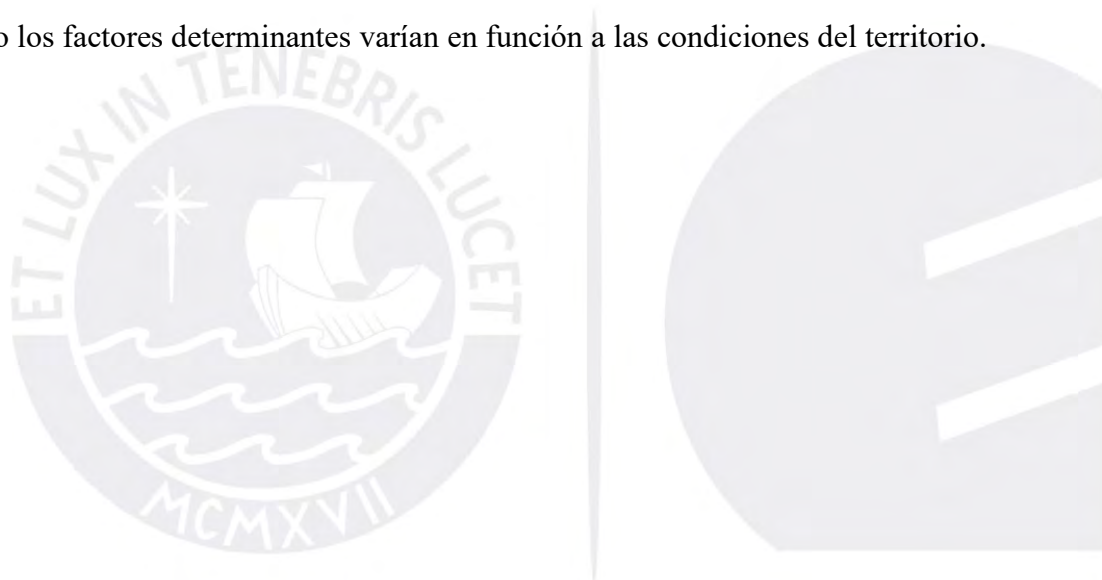 o los factores determinantes varían en función a las condiciones del territorio.
ET LUX IN TENEBRIS LUCET
MCMXVII